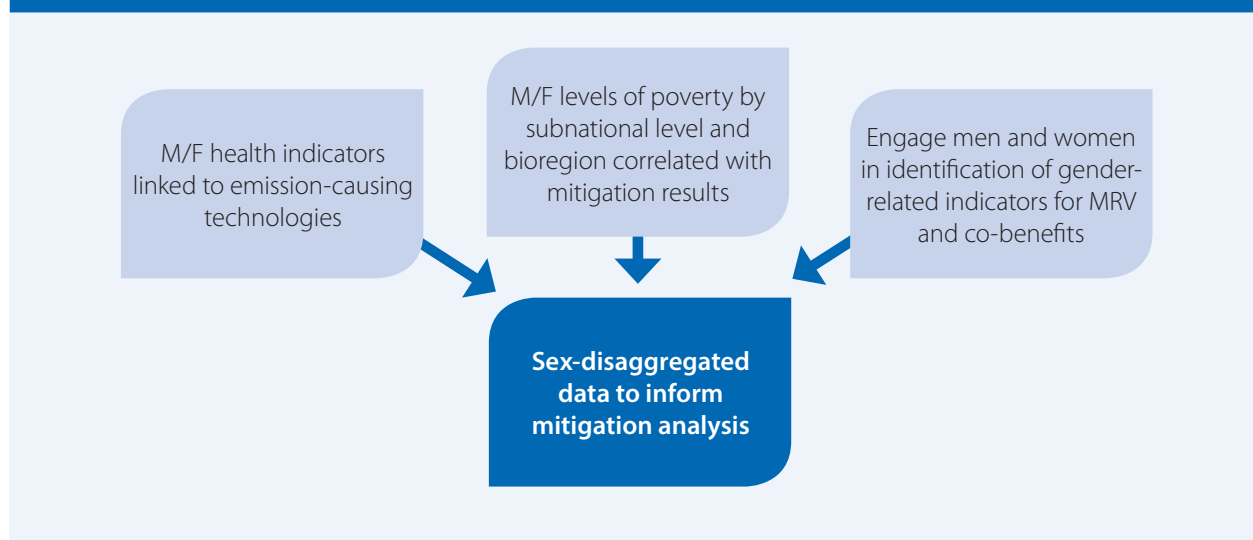 M/F health indicators
linked to emission-causing
technologies
M/F levels of poverty by
subnational level and
bioregion correlated with
mitigation results
Engage men and women
in identification of gender-
related indicators for MRV
and co-benefits
Sex-disaggregated
data to inform
mitigation analysis